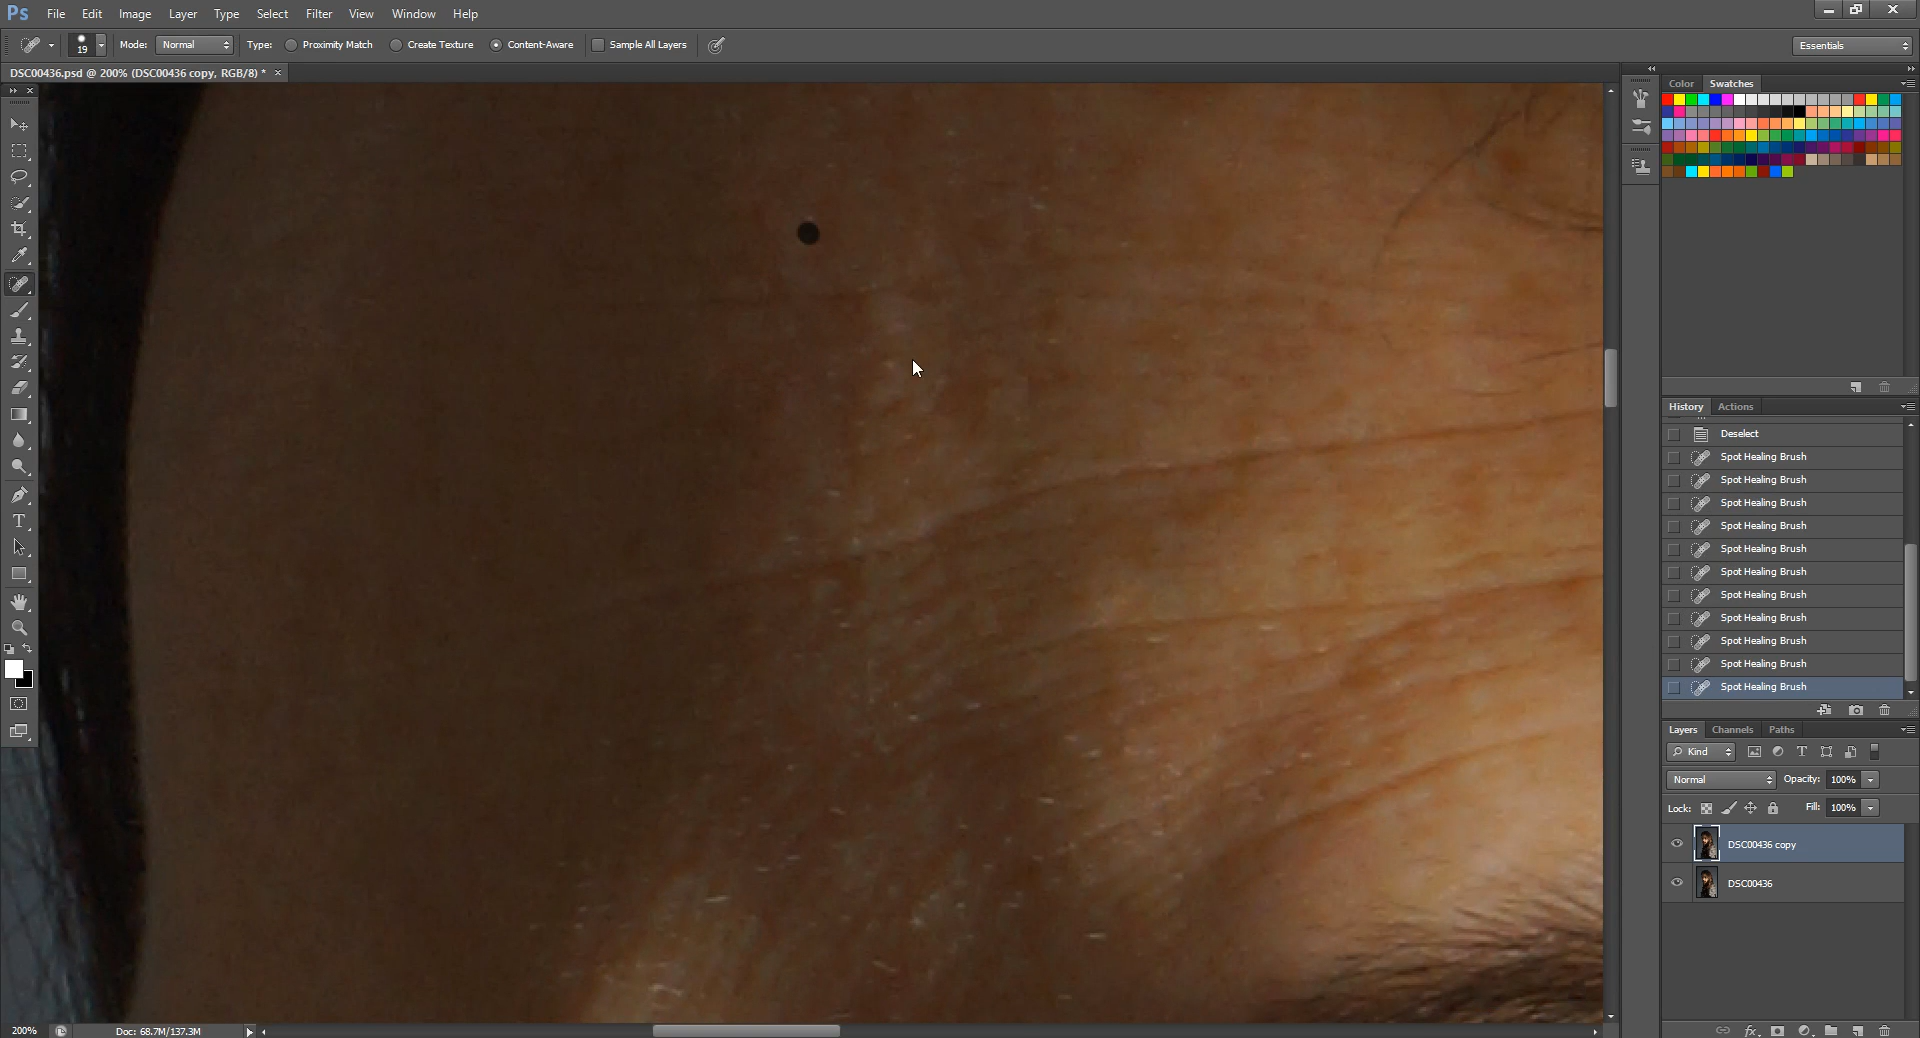 Ps File Edit Image Layer Type Select Filter View Window Help
19 Mode: Normal Type: Proximity Match Create Texture Content-Aware Sample All Layers Essentials
DSC00436.psd @ 200% (DSC00436 copy, RGB/8) * ×
Color Swatches
History Actions
Deselect
Spot Healing Brush
Spot Healing Brush
Spot Healing Brush
Spot Healing Brush
Spot Healing Brush
Spot Healing Brush
Spot Healing Brush
Spot Healing Brush
Spot Healing Brush
Spot Healing Brush
Spot Healing Brush
Layers Channels Paths
Kind
Normal Opacity: 100%
Lock: Fill: 100%
DSC00436 copy
DSC00436
200% Doc: 68.7M/137.3M
fx